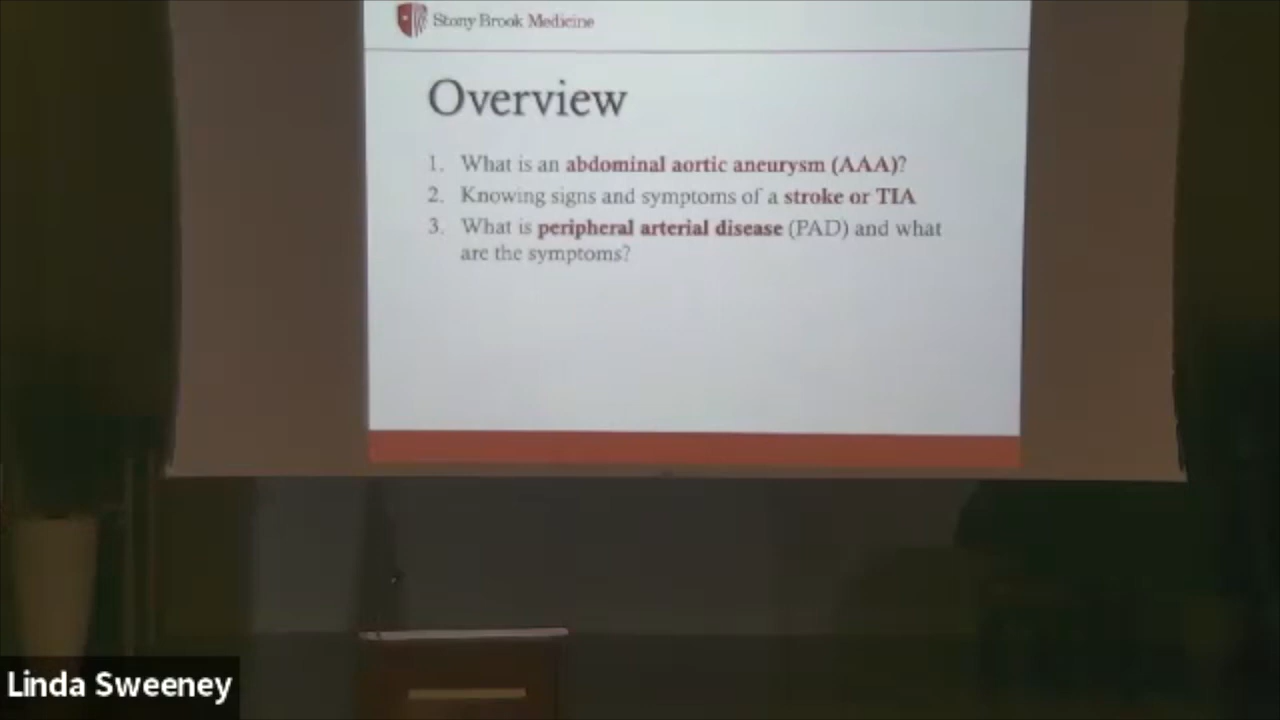 Stony Brook Medicine
Overview
1. What is an abdominal aortic aneurysm (AAA)?
2. Knowing signs and symptoms of a stroke or TIA
3. What is peripheral arterial disease (PAD) and what
are the symptoms?
Linda Sweeney